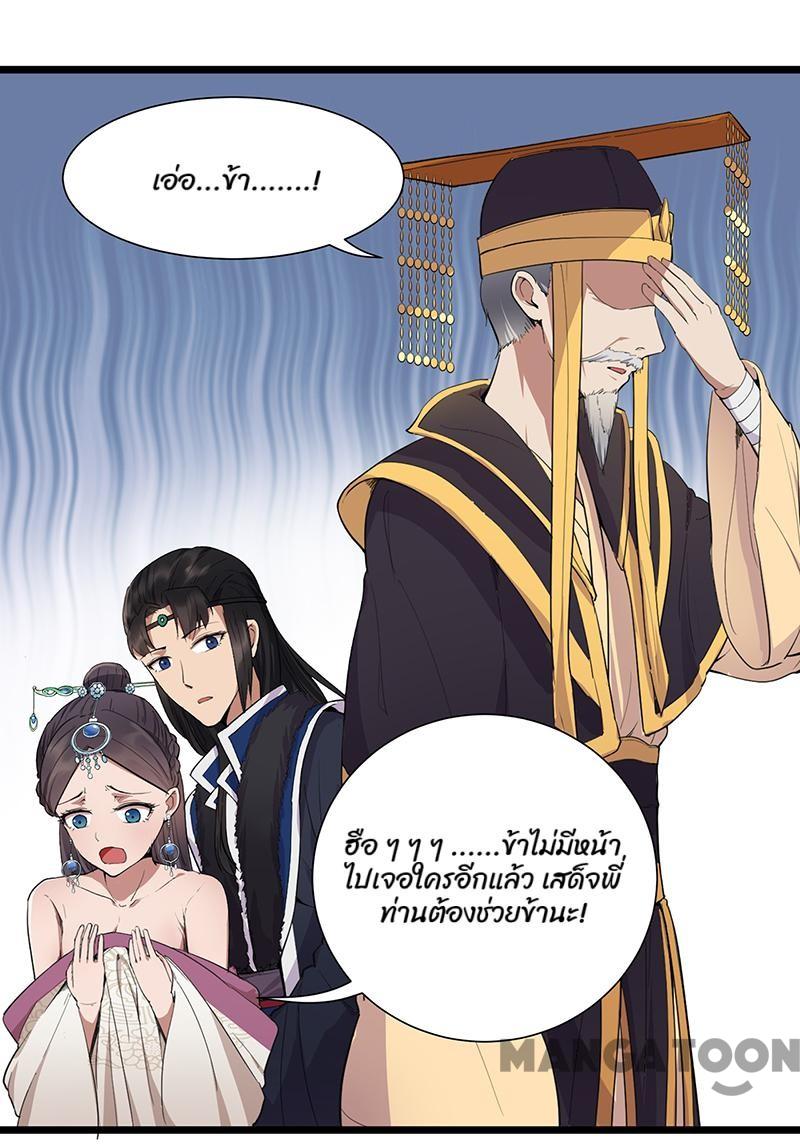 เอ่อ...ข้า.......!
ฮือ ๆ ๆ ๆ ......ข้าไม่มีหน้า
ไปเจอใครอีกแล้ว เสด็จพี่
ท่านต้องช่วยข้านะ!
MANGATOON